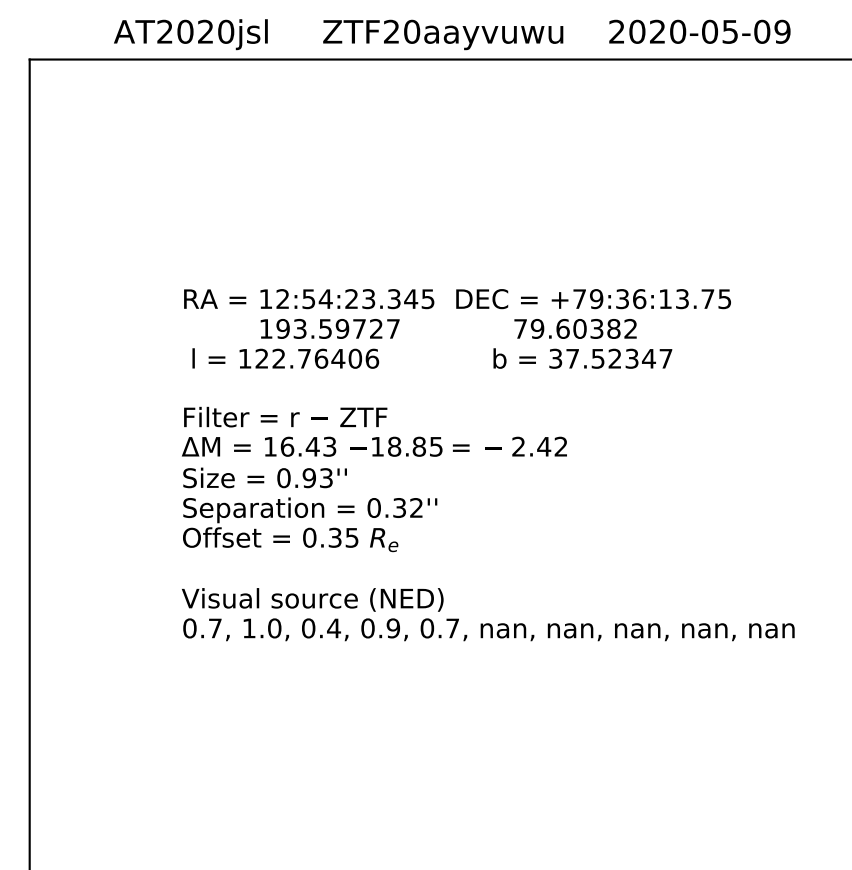 AT2020jsl ZTF20aayvuwu 2020-05-09
RA = 12:54:23.345 DEC = +79:36:13.75
193.59727 79.60382
l = 122.76406 b = 37.52347
Filter = r − ZTF
ΔM = 16.43 −18.85 = − 2.42
Size = 0.93''
Separation = 0.32''
Offset = 0.35 Re
Visual source (NED)
0.7, 1.0, 0.4, 0.9, 0.7, nan, nan, nan, nan, nan